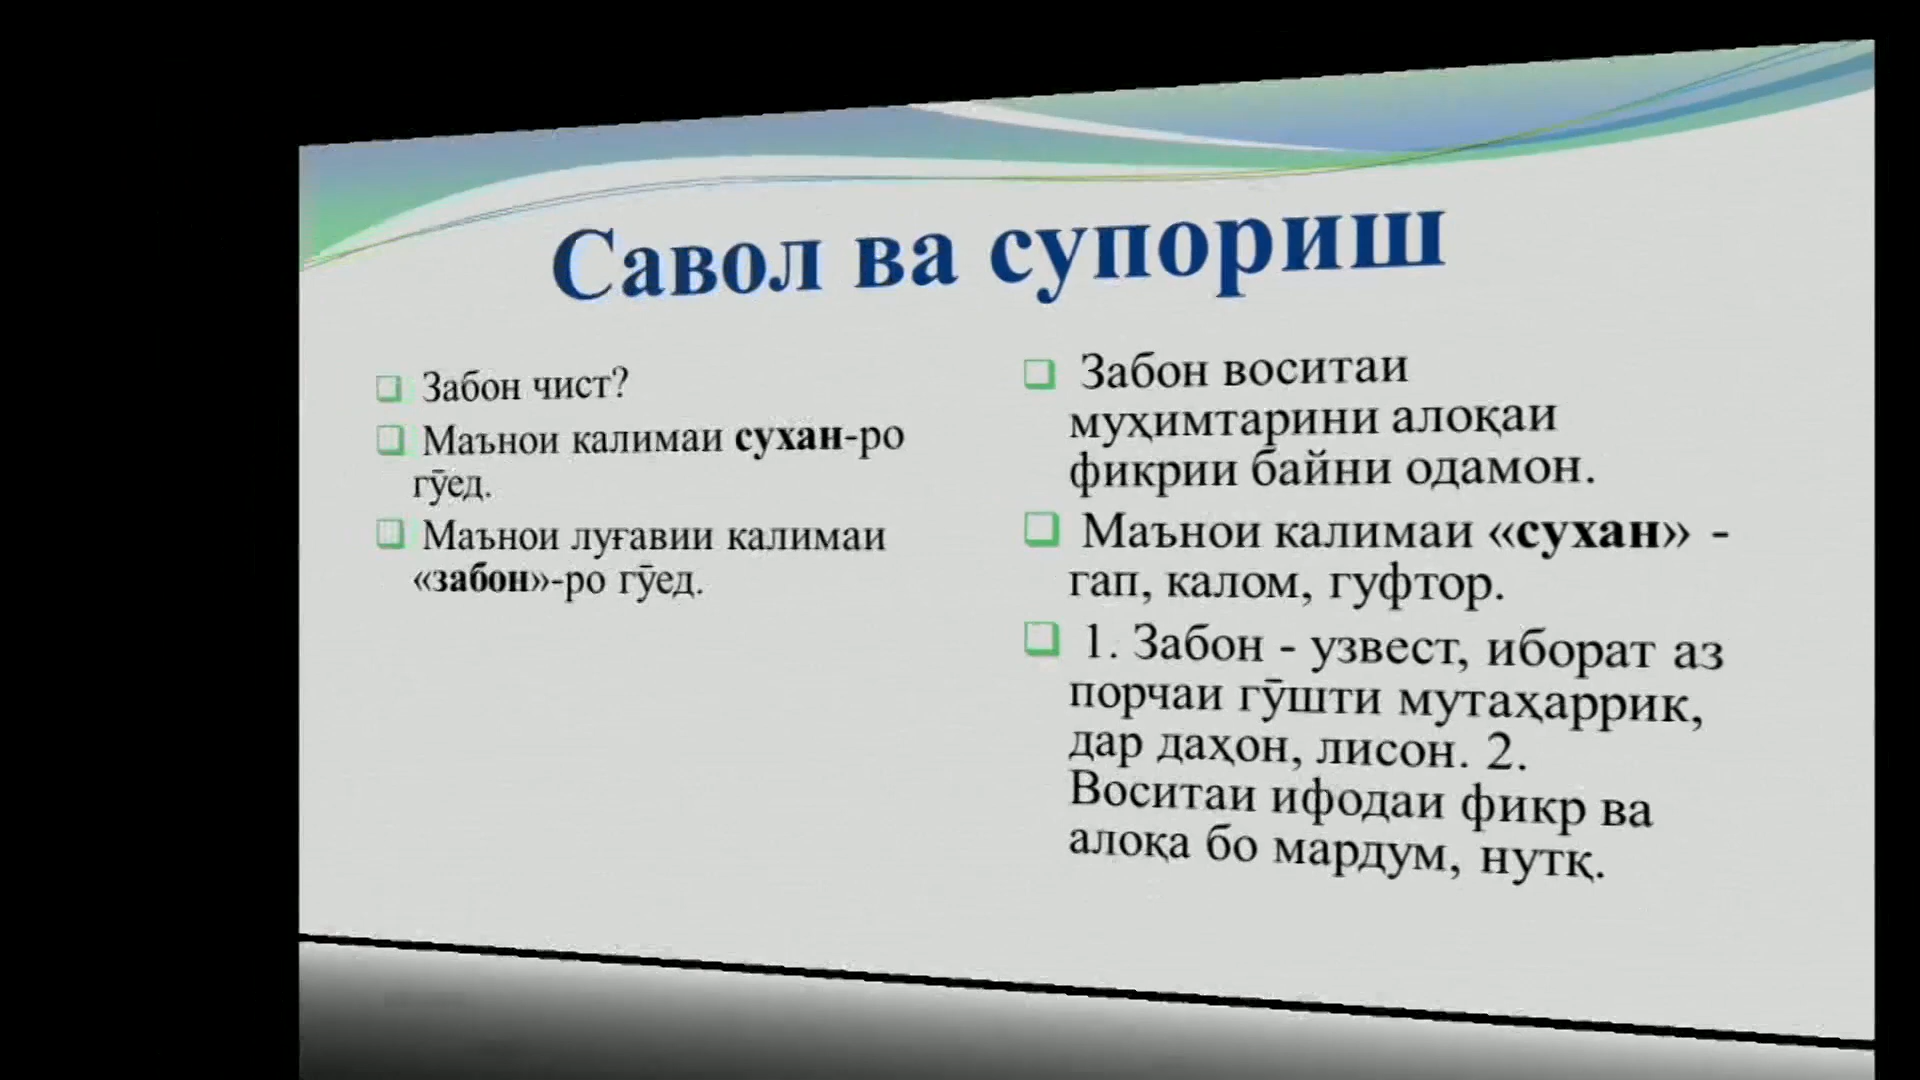 Савол ва супориш
Забон чист?
Маънои калимаи сухан-ро
гӯед.
Маънои луғавии калимаи
«забон»-ро гӯед.
Забон воситаи
муҳимтарини алоқаи
фикрии байни одамон.
Маънои калимаи «сухан» -
гап, калом, гуфтор.
1. Забон - узвест, иборат аз
порчаи гӯшти мутаҳаррик,
дар даҳон, лисон. 2.
Воситаи ифодаи фикр ва
алоқа бо мардум, нутқ.